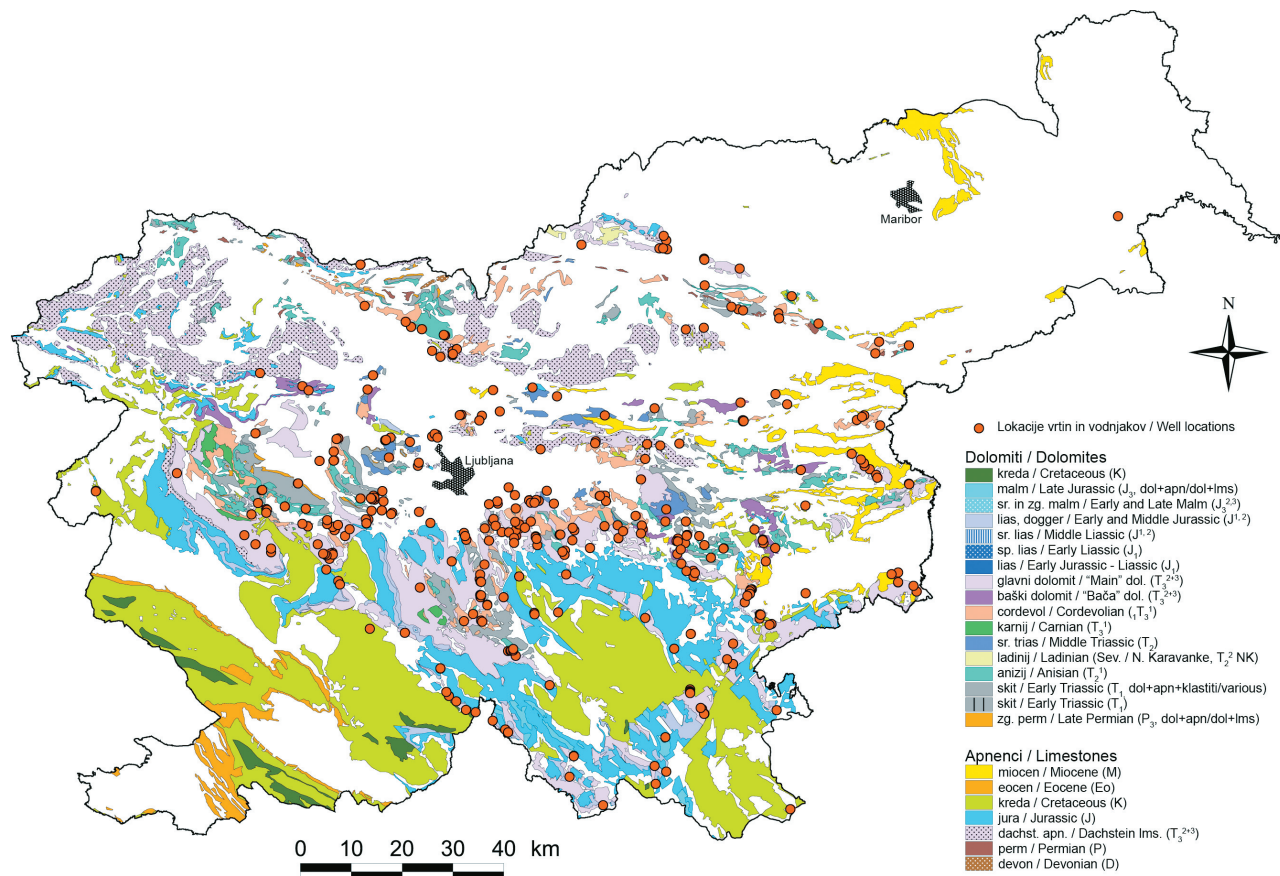 Maribor
N
Ljubljana
Lokacije vrtin in vodnjakov / Well locations
Dolomiti / Dolomites
kreda / Cretaceous (K)
malm / Late Jurassic (J₃, dol+apn/dol+lms)
sr. in zg. malm / Early and Late Malm (J₃²,³)
lias, dogger / Early and Middle Jurassic (J¹,²)
sr. lias / Middle Liassic (J¹,²)
sp. lias / Early Liassic (J₁)
lias / Early Jurassic - Liassic (J₁)
glavni dolomit / "Main" dol. (T₃²⁺³)
baški dolomit / "Bača" dol. (T₃²⁺³)
cordevol / Cordevolian (₁T₃¹)
karnij / Carnian (T₃¹)
sr. trias / Middle Triassic (T₂)
ladinij / Ladinian (Sev. / N. Karavanke, T₂² NK)
anizij / Anisian (T₂¹)
skit / Early Triassic (T₁ dol+apn+klastiti/various)
skit / Early Triassic (T₁)
zg. perm / Late Permian (P₃, dol+apn/dol+lms)
Apnenci / Limestones
miocen / Miocene (M)
eocen / Eocene (Eo)
kreda / Cretaceous (K)
jura / Jurassic (J)
dachst. apn. / Dachstein lms. (T₃²⁺³)
perm / Permian (P)
devon / Devonian (D)
0 10 20 30 40 km